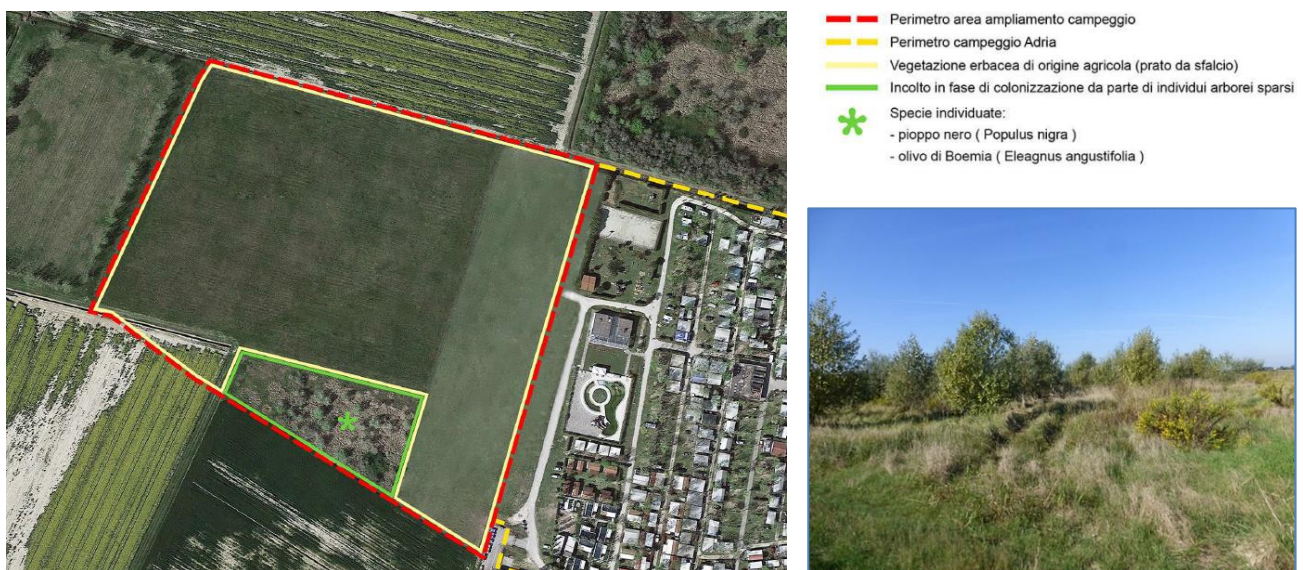 Perimetro area ampliamento campeggio
Perimetro campeggio Adria
Vegetazione erbacea di origine agricola (prato da sfalcio)
Incolto in fase di colonizzazione da parte di individui arborei sparsi
Specie individuate:
- pioppo nero ( Populus nigra )
- olivo di Boemia ( Eleagnus angustifolia )